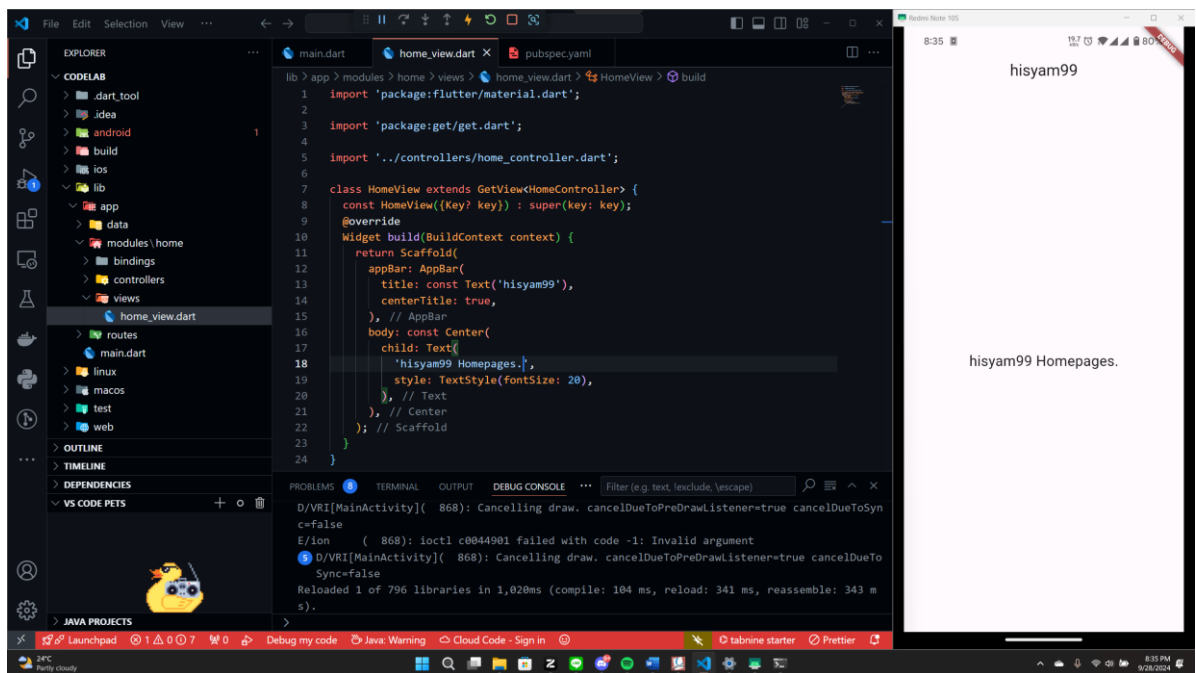 File Edit Selection View ···
EXPLORER ···
CODELAB
.dart_tool
.idea
android 1
build
ios
lib
app
data
modules\home
bindings
controllers
views
home_view.dart
routes
main.dart
linux
macos
test
web
OUTLINE
TIMELINE
DEPENDENCIES
VS CODE PETS
JAVA PROJECTS
1
main.dart home_view.dart pubspec.yaml
lib > app > modules > home > views > home_view.dart > HomeView > build
1 import 'package:flutter/material.dart';
2
3 import 'package:get/get.dart';
4
5 import '../controllers/home_controller.dart';
6
7 class HomeView extends GetView<HomeController> {
8 const HomeView({Key? key}) : super(key: key);
9 @override
10 Widget build(BuildContext context) {
11 return Scaffold(
12 appBar: AppBar(
13 title: const Text('hisyam99'),
14 centerTitle: true,
15 ), // AppBar
16 body: const Center(
17 child: Text(
18 'hisyam99 Homepages.',
19 style: TextStyle(fontSize: 20),
20 ), // Text
21 ), // Center
22 ); // Scaffold
23 }
24 }
PROBLEMS 8 TERMINAL OUTPUT DEBUG CONSOLE ··· Filter (e.g. text, !exclude, \escape)
D/VRI[MainActivity]( 868): Cancelling draw. cancelDueToPreDrawListener=true cancelDueToSyn
c=false
E/ion ( 868): ioctl c0044901 failed with code -1: Invalid argument
5 D/VRI[MainActivity]( 868): Cancelling draw. cancelDueToPreDrawListener=true cancelDueTo
Sync=false
Reloaded 1 of 796 libraries in 1,020ms (compile: 104 ms, reload: 341 ms, reassemble: 343 m
s).
Launchpad 1 0 7 0 Debug my code Java: Warning Cloud Code - Sign in tabnine starter Prettier
Redmi Note 10S
8:35 19.7 80
DEBUG
hisyam99
hisyam99 Homepages.
24°C
Partly cloudy
8:35 PM
9/28/2024